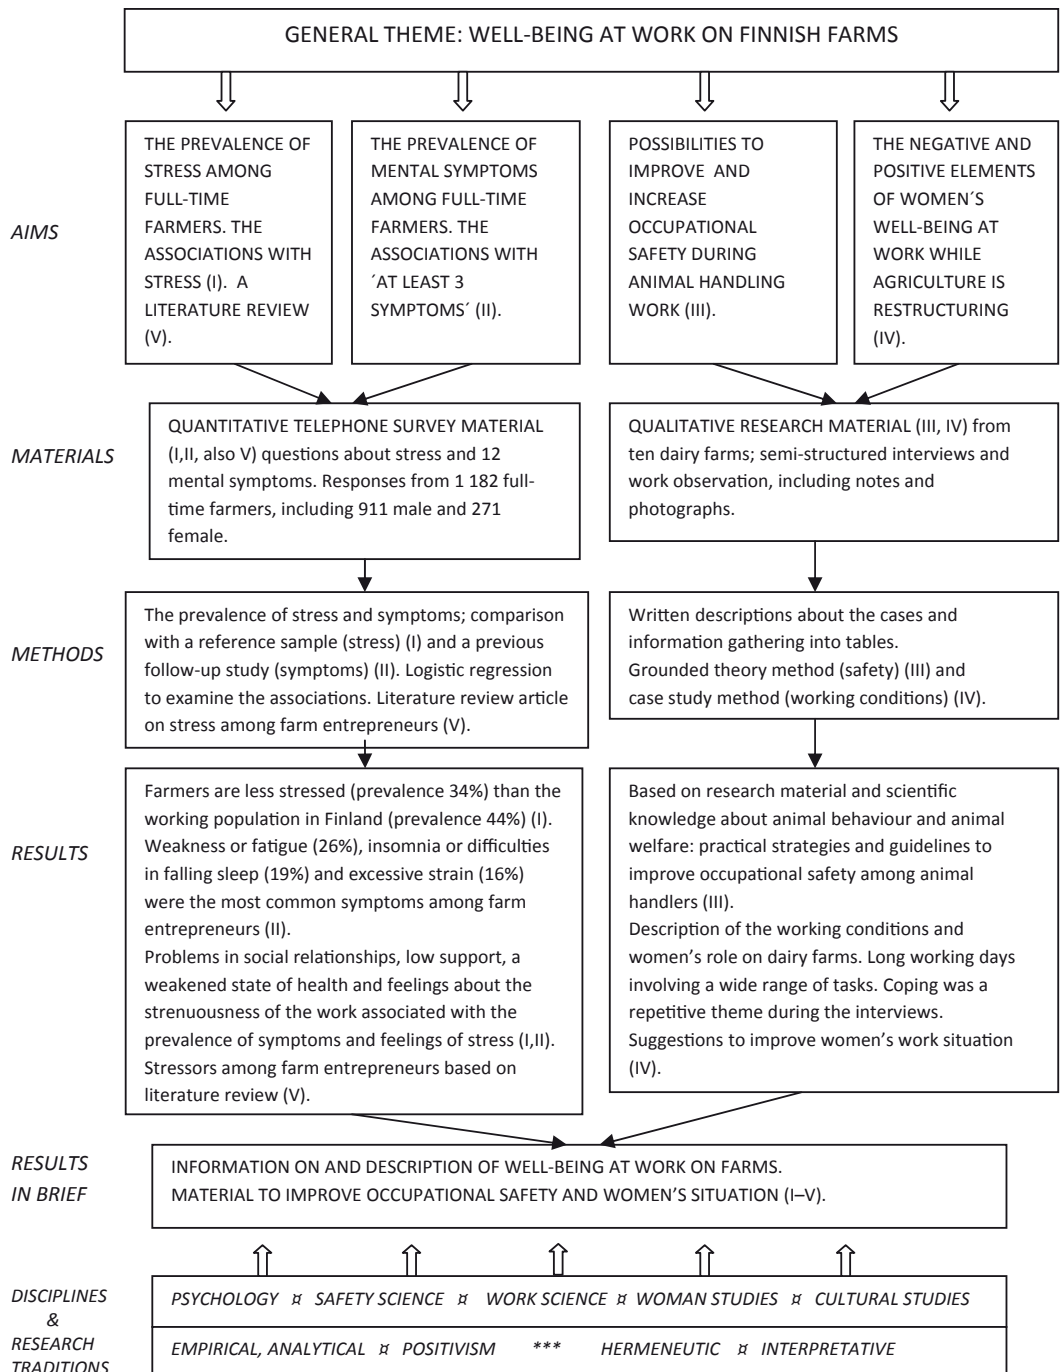 GENERAL THEME: WELL-BEING AT WORK ON FINNISH FARMS
AIMS
THE PREVALENCE OF
STRESS AMONG
FULL-TIME
FARMERS. THE
ASSOCIATIONS WITH
STRESS (I). A
LITERATURE REVIEW
(V).
THE PREVALENCE OF
MENTAL SYMPTOMS
AMONG FULL-TIME
FARMERS. THE
ASSOCIATIONS WITH
´AT LEAST 3
SYMPTOMS´ (II).
POSSIBILITIES TO
IMPROVE AND
INCREASE
OCCUPATIONAL
SAFETY DURING
ANIMAL HANDLING
WORK (III).
THE NEGATIVE AND
POSITIVE ELEMENTS
OF WOMEN´S
WELL-BEING AT
WORK WHILE
AGRICULTURE IS
RESTRUCTURING
(IV).
MATERIALS
QUANTITATIVE TELEPHONE SURVEY MATERIAL
(I,II, also V) questions about stress and 12
mental symptoms. Responses from 1 182 full-
time farmers, including 911 male and 271
female.
QUALITATIVE RESEARCH MATERIAL (III, IV) from
ten dairy farms; semi-structured interviews and
work observation, including notes and
photographs.
METHODS
The prevalence of stress and symptoms; comparison
with a reference sample (stress) (I) and a previous
follow-up study (symptoms) (II). Logistic regression
to examine the associations. Literature review article
on stress among farm entrepreneurs (V).
Written descriptions about the cases and
information gathering into tables.
Grounded theory method (safety) (III) and
case study method (working conditions) (IV).
RESULTS
Farmers are less stressed (prevalence 34%) than the
working population in Finland (prevalence 44%) (I).
Weakness or fatigue (26%), insomnia or difficulties
in falling sleep (19%) and excessive strain (16%)
were the most common symptoms among farm
entrepreneurs (II).
Problems in social relationships, low support, a
weakened state of health and feelings about the
strenuousness of the work associated with the
prevalence of symptoms and feelings of stress (I,II).
Stressors among farm entrepreneurs based on
literature review (V).
Based on research material and scientific
knowledge about animal behaviour and animal
welfare: practical strategies and guidelines to
improve occupational safety among animal
handlers (III).
Description of the working conditions and
women's role on dairy farms. Long working days
involving a wide range of tasks. Coping was a
repetitive theme during the interviews.
Suggestions to improve women's work situation
(IV).
RESULTS
IN BRIEF
INFORMATION ON AND DESCRIPTION OF WELL-BEING AT WORK ON FARMS.
MATERIAL TO IMPROVE OCCUPATIONAL SAFETY AND WOMEN'S SITUATION (I–V).
DISCIPLINES
&
RESEARCH
TRADITIONS
PSYCHOLOGY ¤ SAFETY SCIENCE ¤ WORK SCIENCE ¤ WOMAN STUDIES ¤ CULTURAL STUDIES
EMPIRICAL, ANALYTICAL ¤ POSITIVISM *** HERMENEUTIC ¤ INTERPRETATIVE